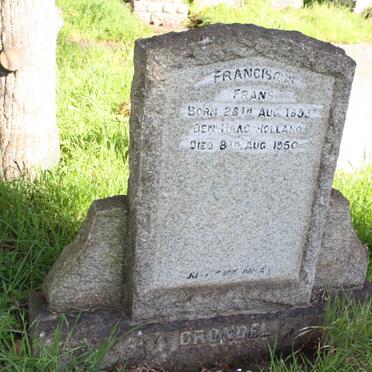 FRANCISCUS
FRANS
BORN 28TH AUG.
DEN HAAG HOLLAND
DIED 8TH AUG. 1950
GRONDEL